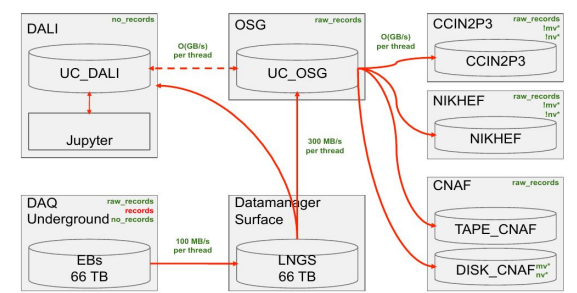 DALI
no_records
UC_DALI
Jupyter
O(GB/s)
per thread
OSG
raw_records
UC_OSG
O(GB/s)
per thread
CCIN2P3
raw_records
!mv*
!nv*
CCIN2P3
NIKHEF
raw_records
!mv*
!nv*
NIKHEF
300 MB/s
per thread
CNAF
raw_records
TAPE_CNAF
DISK_CNAF
mv*
nv*
DAQ
Underground
raw_records
records
no_records
EBs
66 TB
100 MB/s
per thread
Datamanager
Surface
LNGS
66 TB